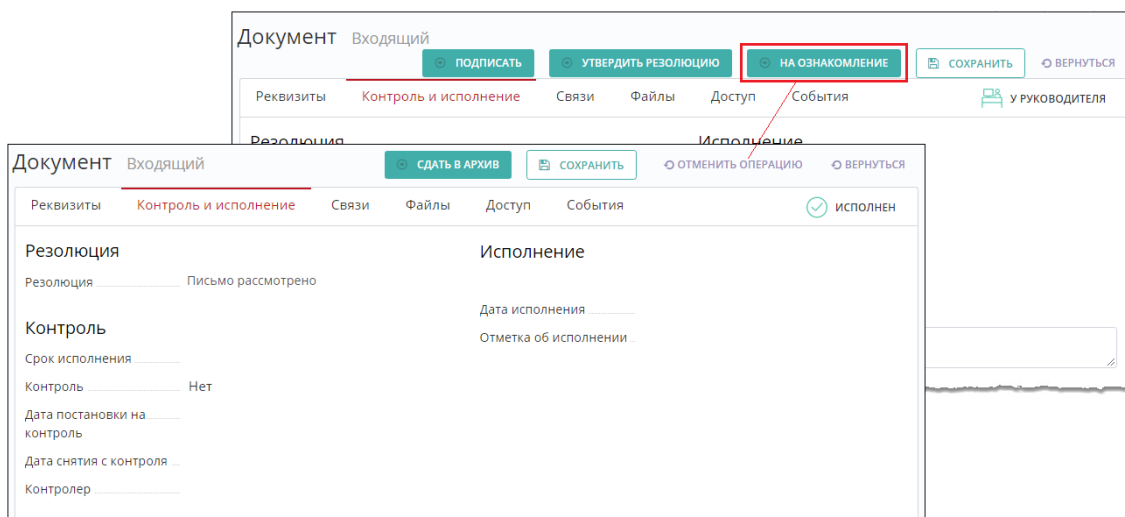 Документ Входящий
ПОДПИСАТЬ УТВЕРДИТЬ РЕЗОЛЮЦИЮ НА ОЗНАКОМЛЕНИЕ СОХРАНИТЬ ВЕРНУТЬСЯ
Реквизиты Контроль и исполнение Связи Файлы Доступ События У РУКОВОДИТЕЛЯ
Резолюция Исполнение
Документ Входящий СДАТЬ В АРХИВ СОХРАНИТЬ ОТМЕНИТЬ ОПЕРАЦИЮ ВЕРНУТЬСЯ
Реквизиты Контроль и исполнение Связи Файлы Доступ События ИСПОЛНЕН
Резолюция Исполнение
Резолюция Письмо рассмотрено
Дата исполнения
Контроль
Отметка об исполнении
Срок исполнения
Контроль Нет
Дата постановки на
контроль
Дата снятия с контроля
Контролер